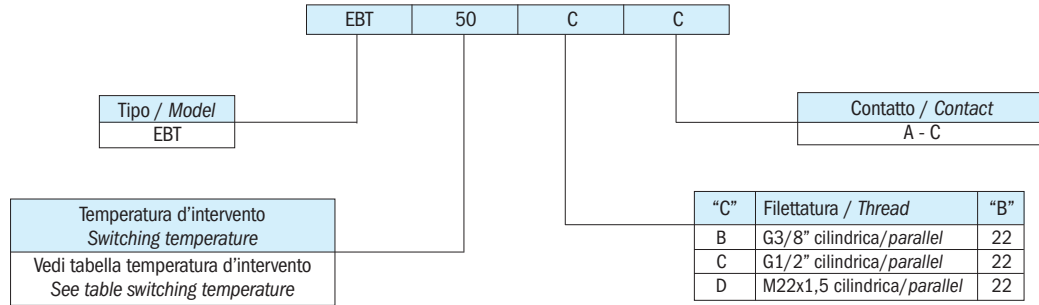 EBT 50 C C
Tipo / Model
EBT
Contatto / Contact
A - C
Temperatura d'intervento
Switching temperature
Vedi tabella temperatura d'intervento
See table switching temperature
"C" Filettatura / Thread "B"
B G3/8" cilindrica/parallel 22
C G1/2" cilindrica/parallel 22
D M22x1,5 cilindrica/parallel 22